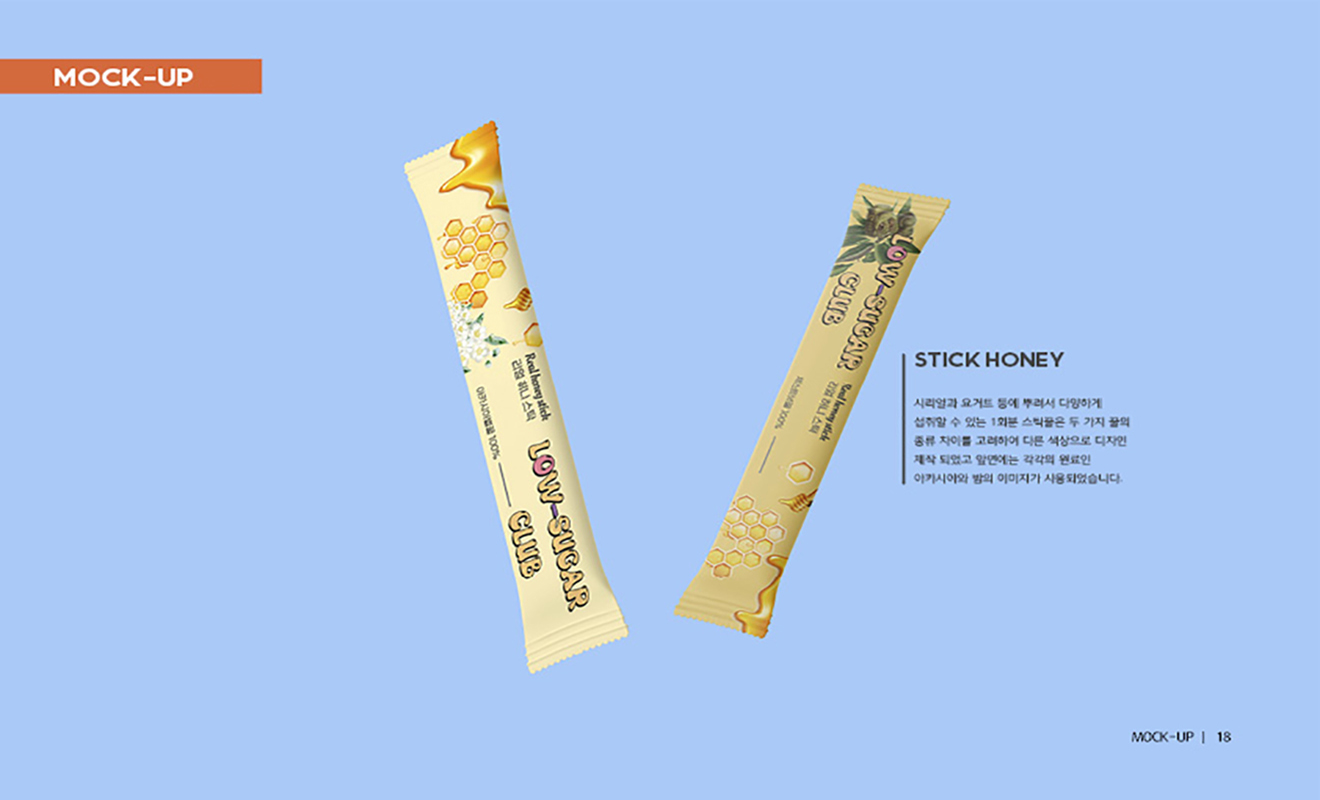 MOCK-UP
Real honey stick
리얼 허니 스틱
아카시아벌꿀 100%
LOW-SUGAR
CLUB
LOW-SUGAR
CLUB
Real honey stick
리얼 허니 스틱
100%
STICK HONEY
시리얼과 요거트 등에 뿌려서 다양하게
섭취할 수 있는 1회분 스틱꿀은 두 가지 꿀의
종류 차이를 고려하여 다른 색상으로 디자인
제작 되었고 앞면에는 각각의 원료인
아카시아와 밤의 이미지가 사용되었습니다.
MOCK-UP | 18